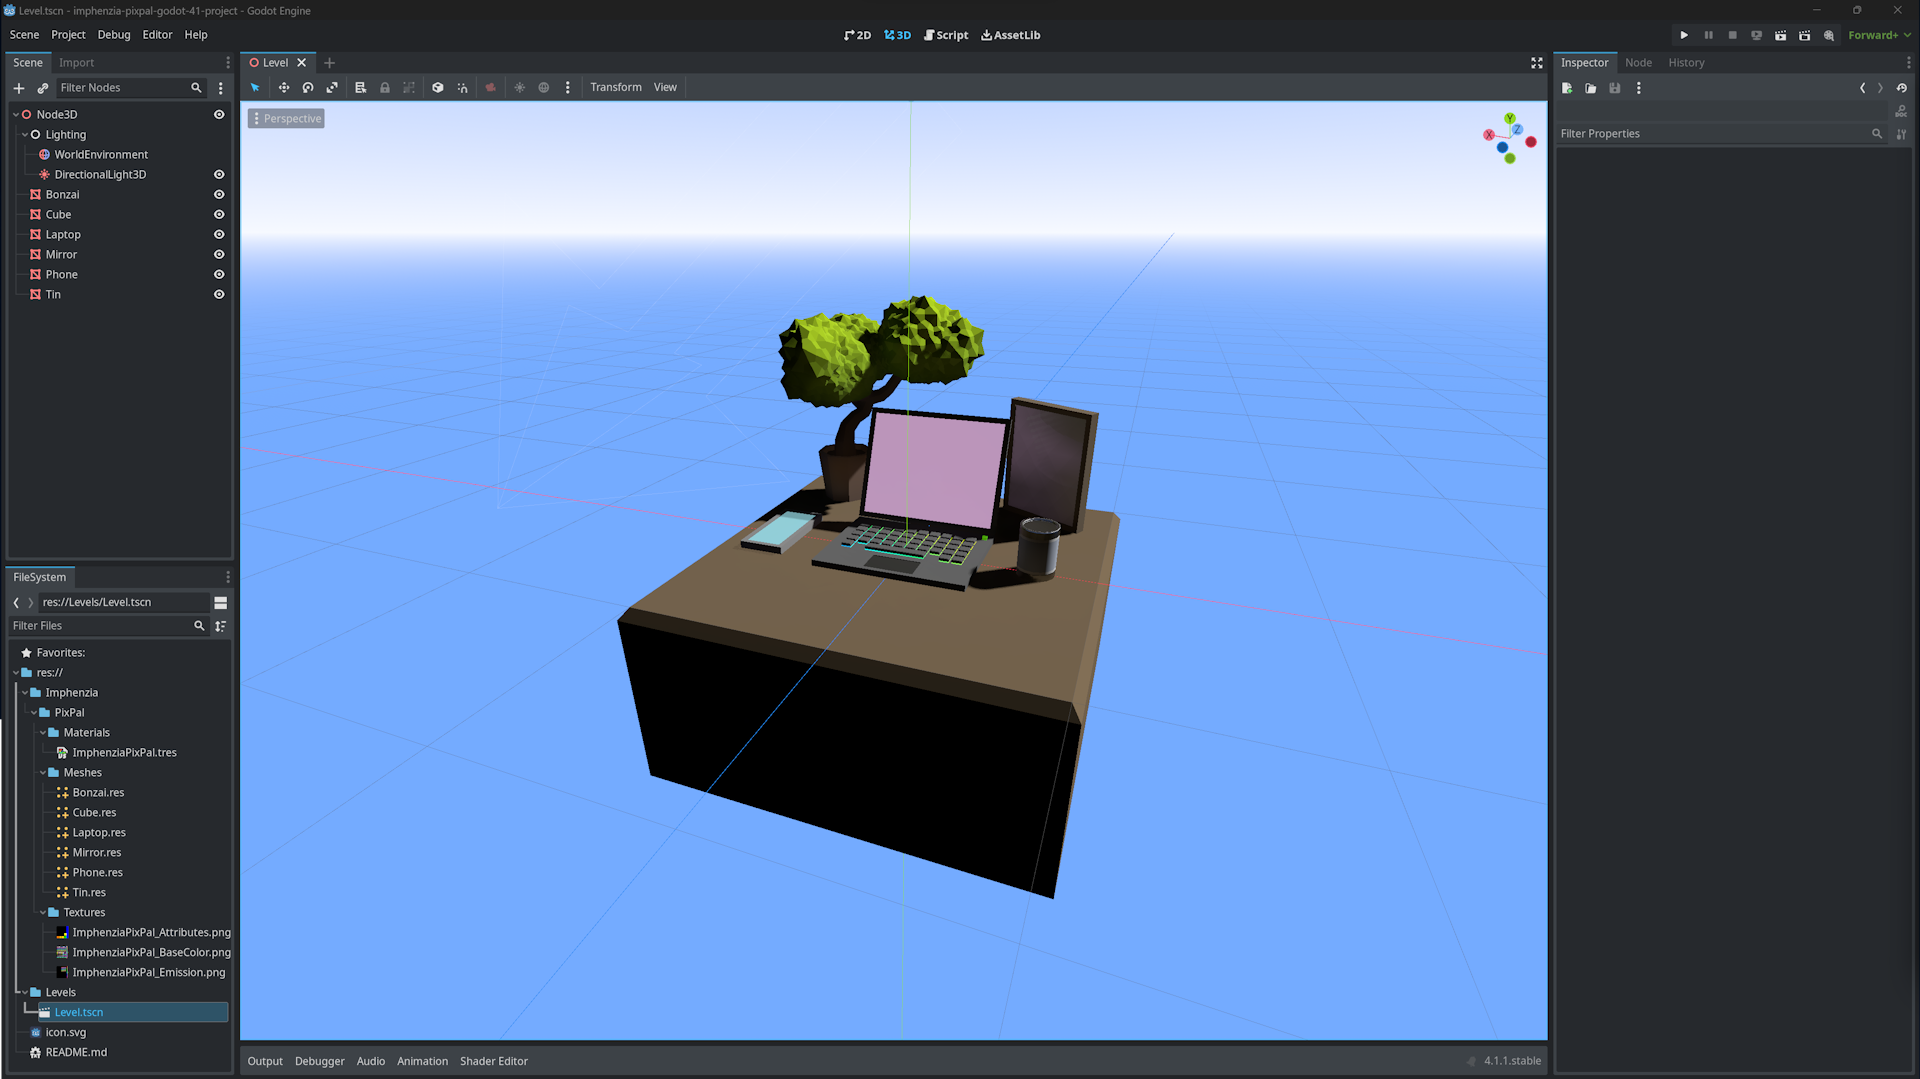 Level.tscn - imphenzia-pixpal-godot-41-project - Godot Engine
Scene Project Debug Editor Help
2D 3D Script AssetLib
Forward+
Scene Import
Filter Nodes
Node3D
Lighting
WorldEnvironment
DirectionalLight3D
Bonzai
Cube
Laptop
Mirror
Phone
Tin
FileSystem
res://Levels/Level.tscn
Filter Files
Favorites:
res://
Imphenzia
PixPal
Materials
ImphenziaPixPal.tres
Meshes
Bonzai.res
Cube.res
Laptop.res
Mirror.res
Phone.res
Tin.res
Textures
ImphenziaPixPal_Attributes.png
ImphenziaPixPal_BaseColor.png
ImphenziaPixPal_Emission.png
Levels
Level.tscn
icon.svg
README.md
Level
Transform View
Perspective
Y
X
Z
Output Debugger Audio Animation Shader Editor
4.1.1.stable
Inspector Node History
DOC
Filter Properties